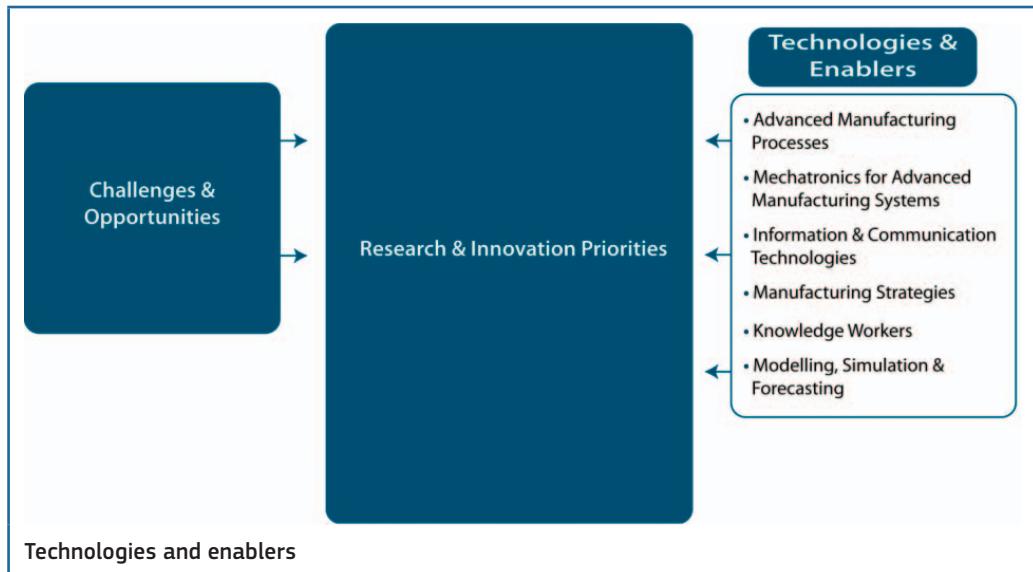 Challenges &
Opportunities
Research & Innovation Priorities
Technologies &
Enablers
• Advanced Manufacturing
Processes
• Mechatronics for Advanced
Manufacturing Systems
• Information & Communication
Technologies
• Manufacturing Strategies
• Knowledge Workers
• Modelling, Simulation &
Forecasting
Technologies and enablers